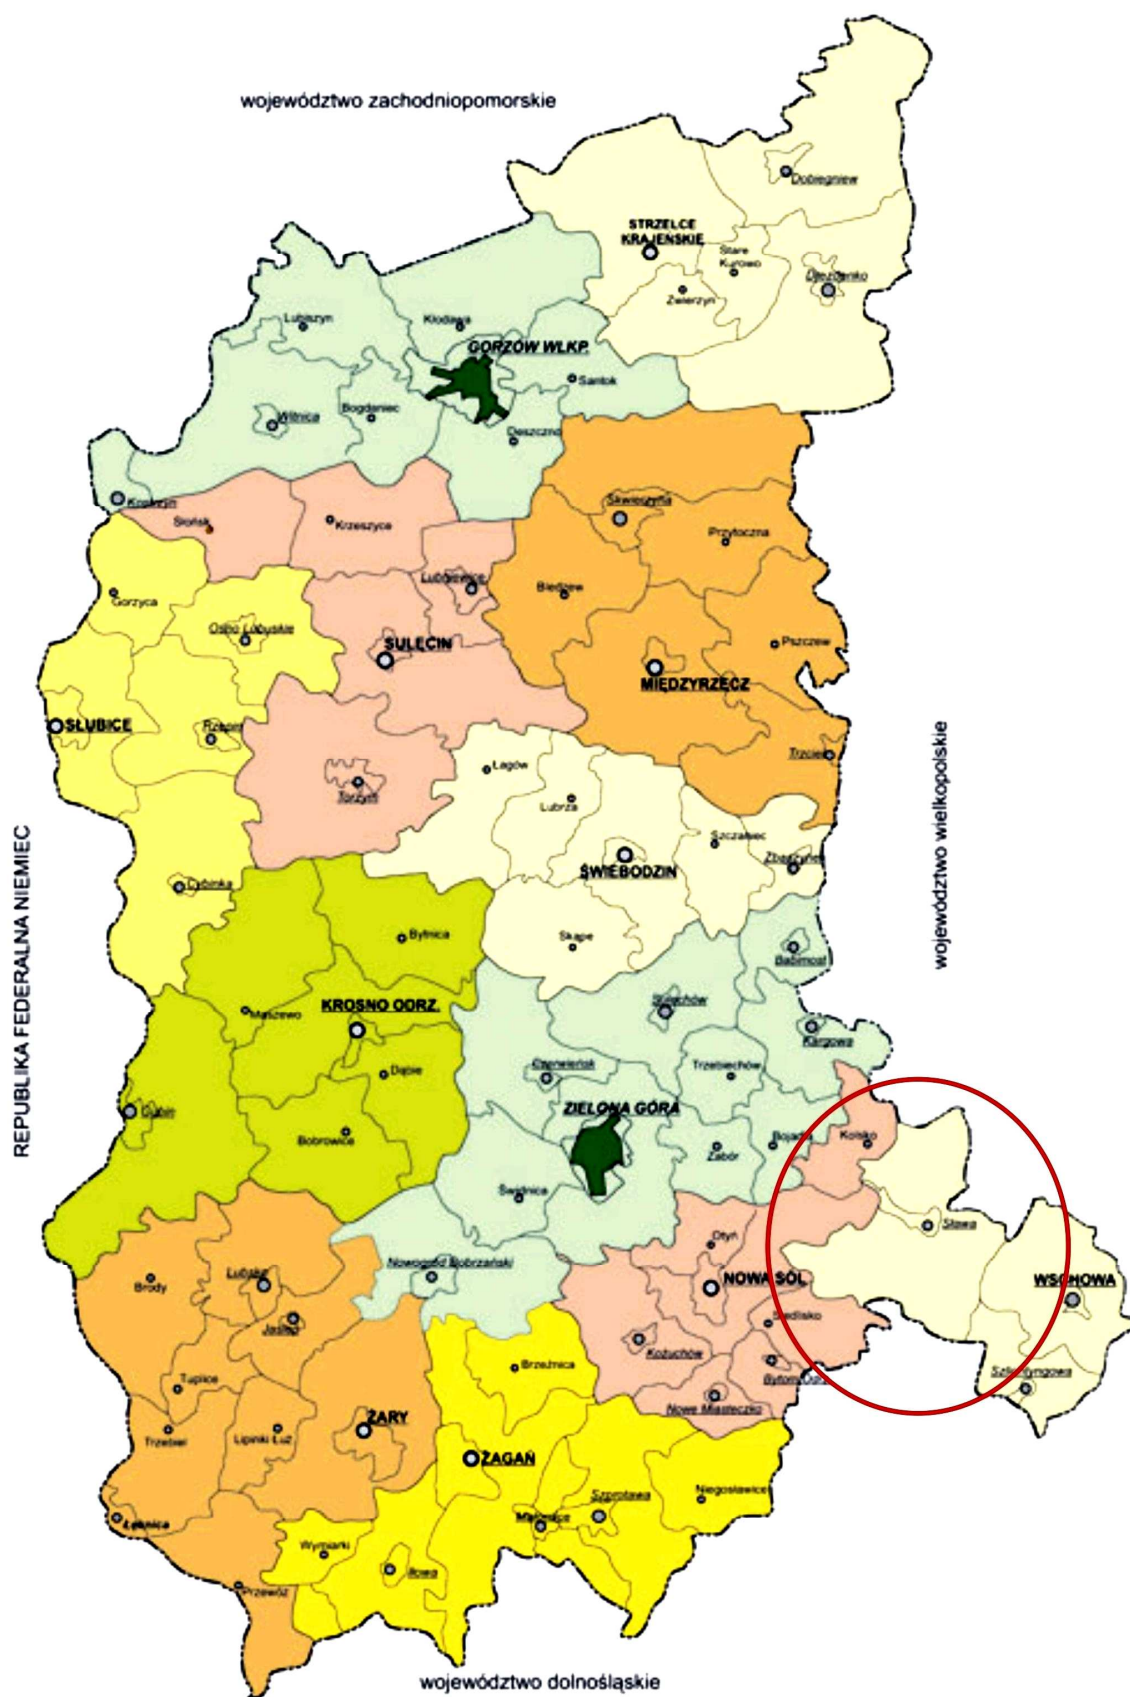 województwo zachodniopomorskie
Dobiegniew
STRZELCE
KRAJEŃSKIE
Stare
Kurowo
Zwierzyn
Lubiszyn
Kłodawa
GORZÓW WLKP.
Santok
Witnica
Bogdaniec
Deszczno
Kostrzyn
Słońsk
Krzeszyce
Skwierzyna
Przytoczna
Lubniewice
Bledzew
Gorzyca
Ośno Lubuskie
SULĘCIN
Pszczew
MIĘDZYRZECZ
SŁUBICE
Rzepin
Trzciel
województwo wielkopolskie
Łagów
Torzym
Lubrza
Szczaniec
Zbąszynek
ŚWIEBODZIN
REPUBLIKA FEDERALNA NIEMIEC
Cybinka
Bytnica
Skąpe
Babimost
KROSNO ODRZ.
Maszewo
Sulechów
Kargowa
Dąbie
Czerwieńsk
Trzebiechów
Gubin
ZIELONA GÓRA
Bobrowice
Zabór
Bojadła
Kolsko
Świdnica
Sława
Otyń
Nowogród Bobrzański
Brody
Lubsko
NOWA SÓL
WSCHOWA
Jasień
Siedlisko
Kożuchów
Brzeźnica
Tuplice
Bytom Odrz.
Szlichtyngowa
Nowe Miasteczko
ŻARY
Trzebiel
Lipinki Łuż.
ŻAGAŃ
Niegosławice
Szprotawa
Łęknica
Małomice
Wymiarki
Iłowa
Przewóz
województwo dolnośląskie